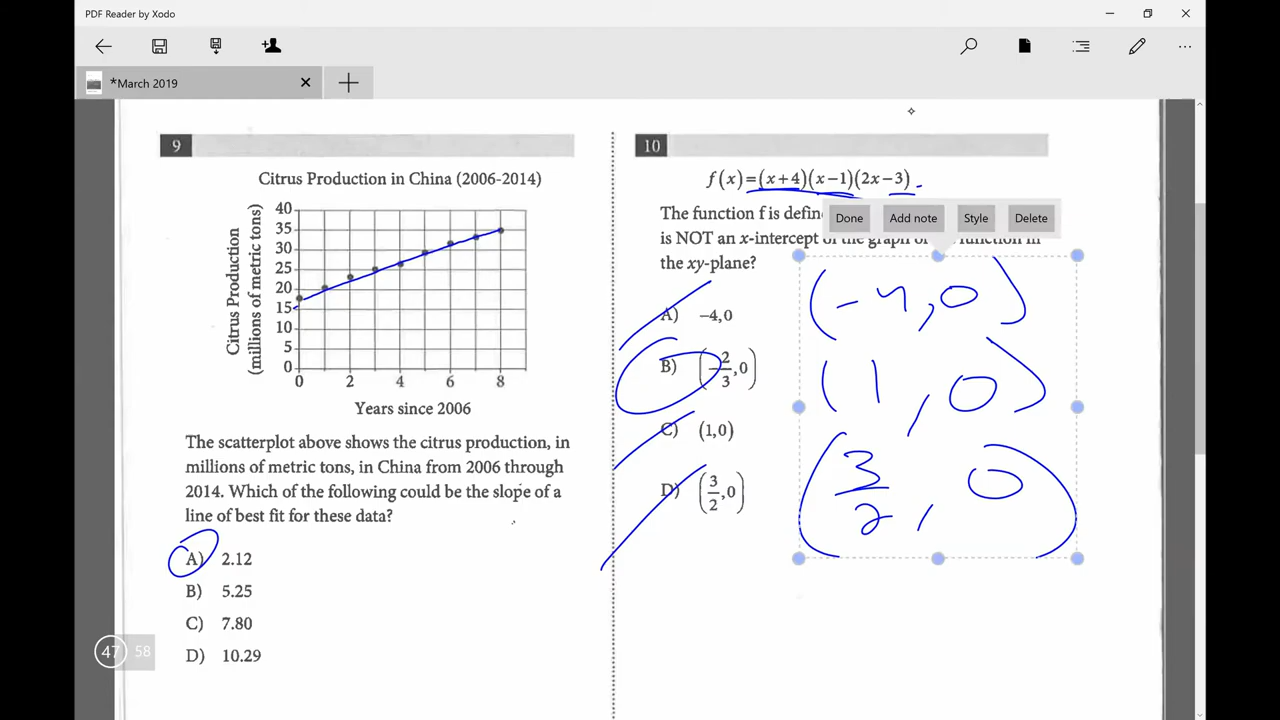 PDF Reader by Xodo
*March 2019
9
Citrus Production in China (2006-2014)
Citrus Production
(millions of metric tons)
40
35
30
25
20
15
10
5
0
0 2 4 6 8
Years since 2006
The scatterplot above shows the citrus production, in
millions of metric tons, in China from 2006 through
2014. Which of the following could be the slope of a
line of best fit for these data?
A) 2.12
B) 5.25
C) 7.80
D) 10.29
47 58
10
f(x)=(x+4)(x−1)(2x−3)
The function f is defin
Done Add note Style Delete
is NOT an x-intercept of the graph of function in
the xy-plane?
A) −4,0
B) (−2/3,0)
C) (1,0)
D) (3/2,0)
(-4,0)
(1,0)
(3/2,0)